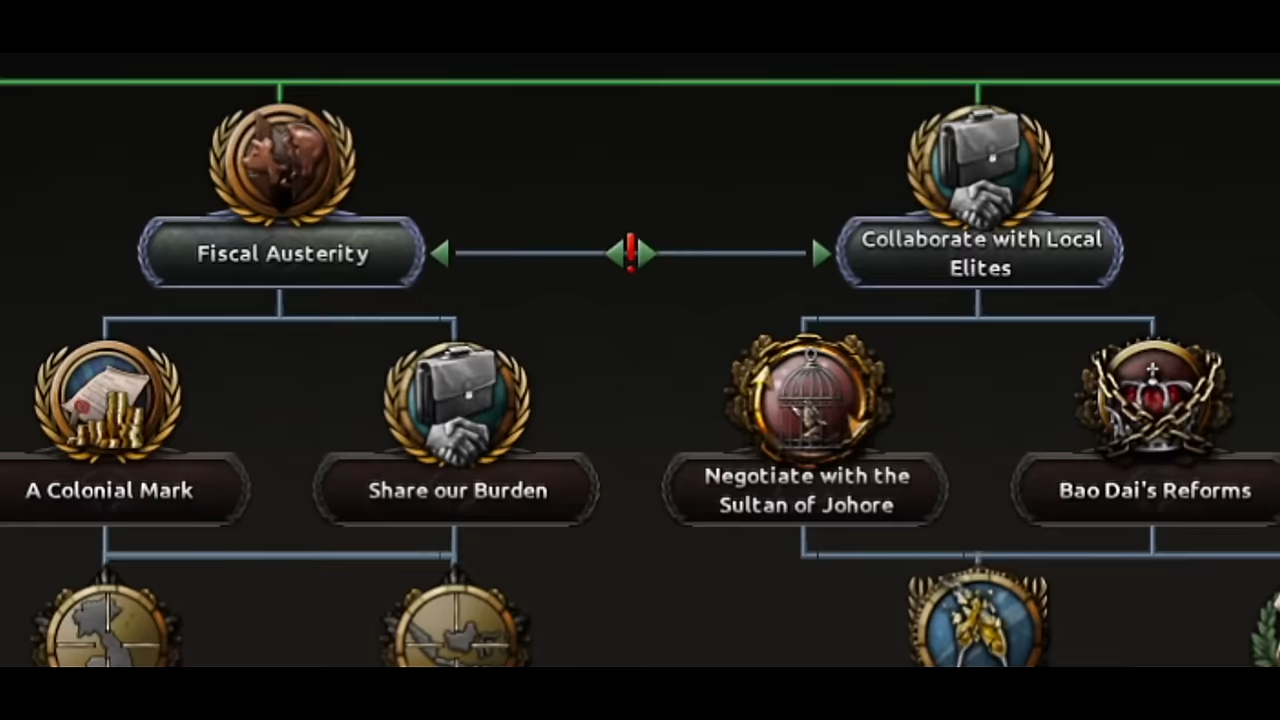 Fiscal Austerity
Collaborate with Local
Elites
A Colonial Mark
Share our Burden
Negotiate with the
Sultan of Johore
Bao Dai's Reforms